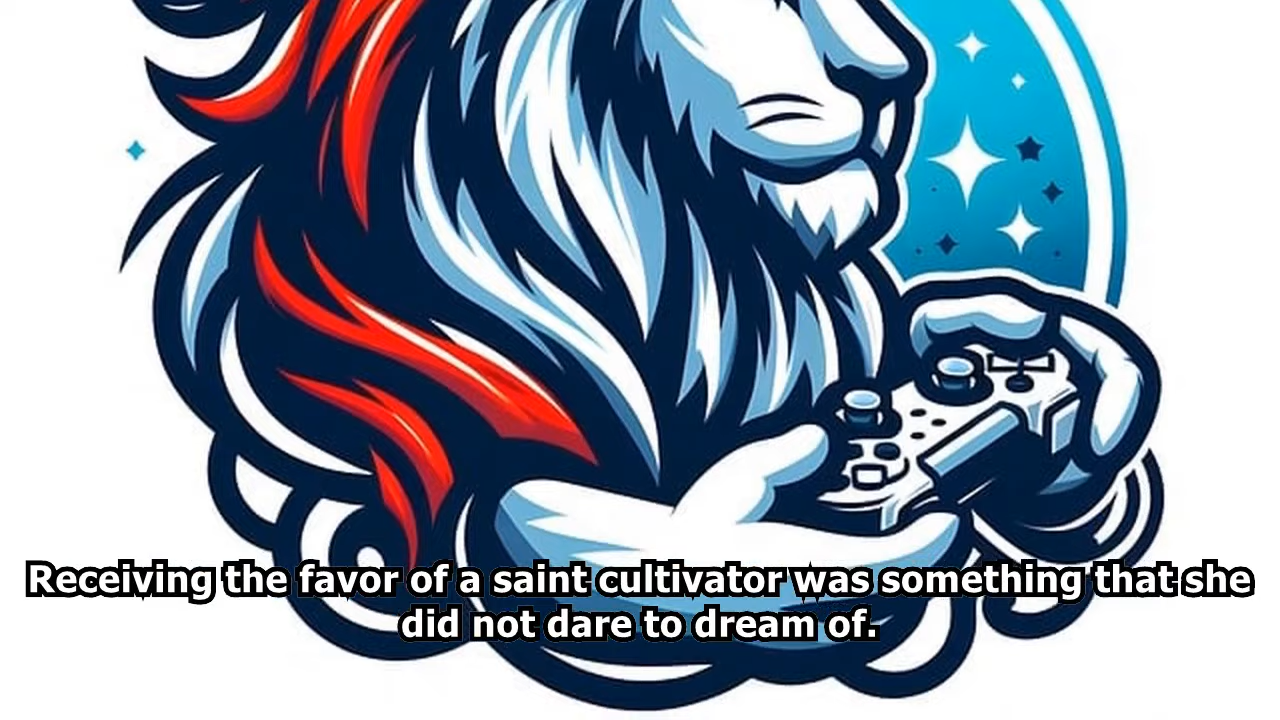 Receiving the favor of a saint cultivator was something that she
did not dare to dream of.